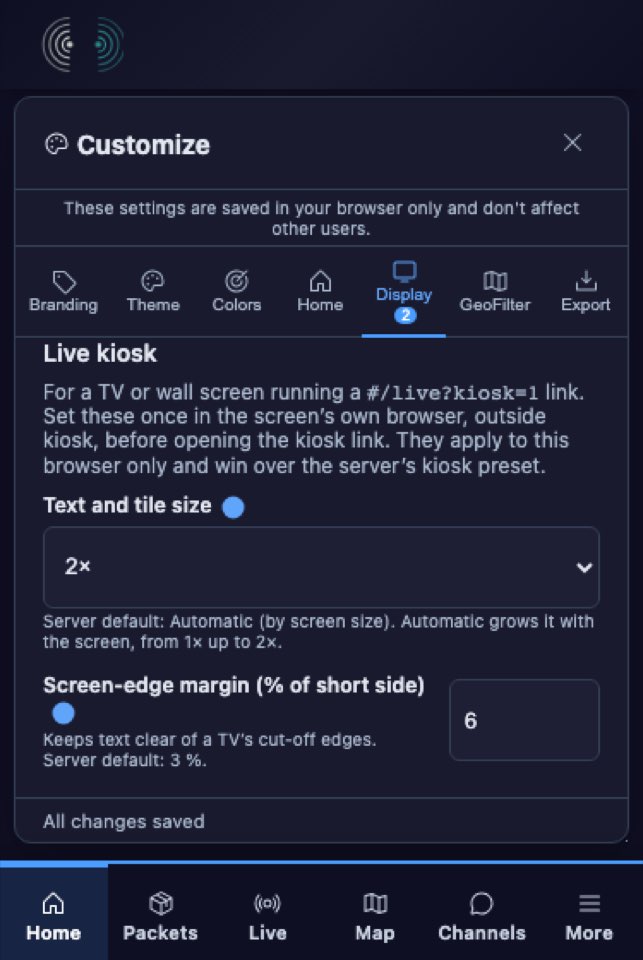 Customize
These settings are saved in your browser only and don't affect
other users.
Branding
Theme
Colors
Home
Display
2
GeoFilter
Export
Live kiosk
For a TV or wall screen running a #/live?kiosk=1 link.
Set these once in the screen’s own browser, outside
kiosk, before opening the kiosk link. They apply to this
browser only and win over the server’s kiosk preset.
Text and tile size
2×
Server default: Automatic (by screen size). Automatic grows it with
the screen, from 1× up to 2×.
Screen-edge margin (% of short side)
6
Keeps text clear of a TV’s cut-off edges.
Server default: 3 %.
All changes saved
Home
Packets
Live
Map
Channels
More